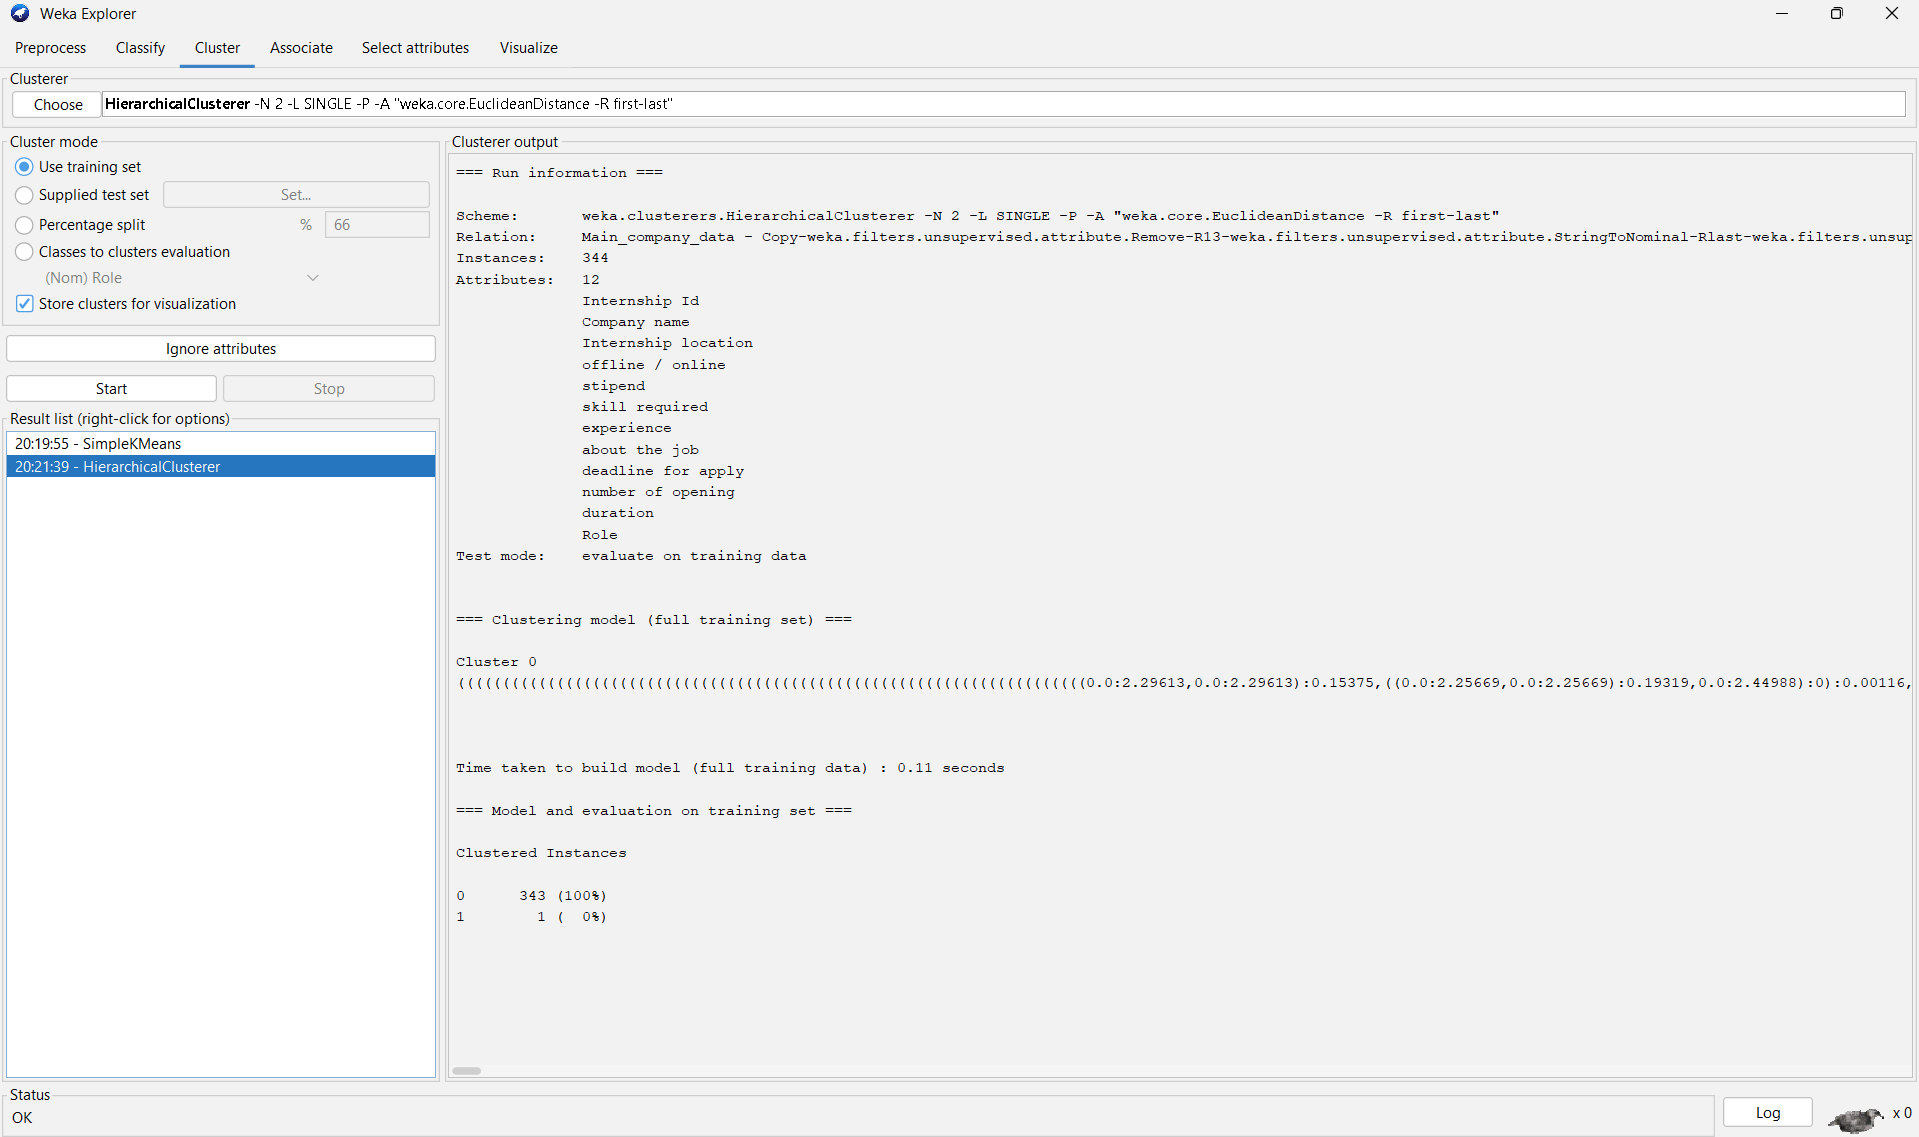 Weka Explorer
Preprocess Classify Cluster Associate Select attributes Visualize
Clusterer
Choose HierarchicalClusterer -N 2 -L SINGLE -P -A "weka.core.EuclideanDistance -R first-last"
Cluster mode
Use training set
Supplied test set Set...
Percentage split % 66
Classes to clusters evaluation
(Nom) Role
Store clusters for visualization
Ignore attributes
Start Stop
Result list (right-click for options)
20:19:55 - SimpleKMeans
20:21:39 - HierarchicalClusterer
Clusterer output
=== Run information ===
Scheme: weka.clusterers.HierarchicalClusterer -N 2 -L SINGLE -P -A "weka.core.EuclideanDistance -R first-last"
Relation: Main_company_data - Copy-weka.filters.unsupervised.attribute.Remove-R13-weka.filters.unsupervised.attribute.StringToNominal-Rlast-weka.filters.unsup
Instances: 344
Attributes: 12
Internship Id
Company name
Internship location
offline / online
stipend
skill required
experience
about the job
deadline for apply
number of opening
duration
Role
Test mode: evaluate on training data
=== Clustering model (full training set) ===
Cluster 0
((((((((((((((((((((((((((((((((((((((((((((((((((((((((((((((((((((((0.0:2.29613,0.0:2.29613):0.15375,((0.0:2.25669,0.0:2.25669):0.19319,0.0:2.44988):0):0.00116,
Time taken to build model (full training data) : 0.11 seconds
=== Model and evaluation on training set ===
Clustered Instances
0 343 (100%)
1 1 ( 0%)
Status
OK
Log x 0